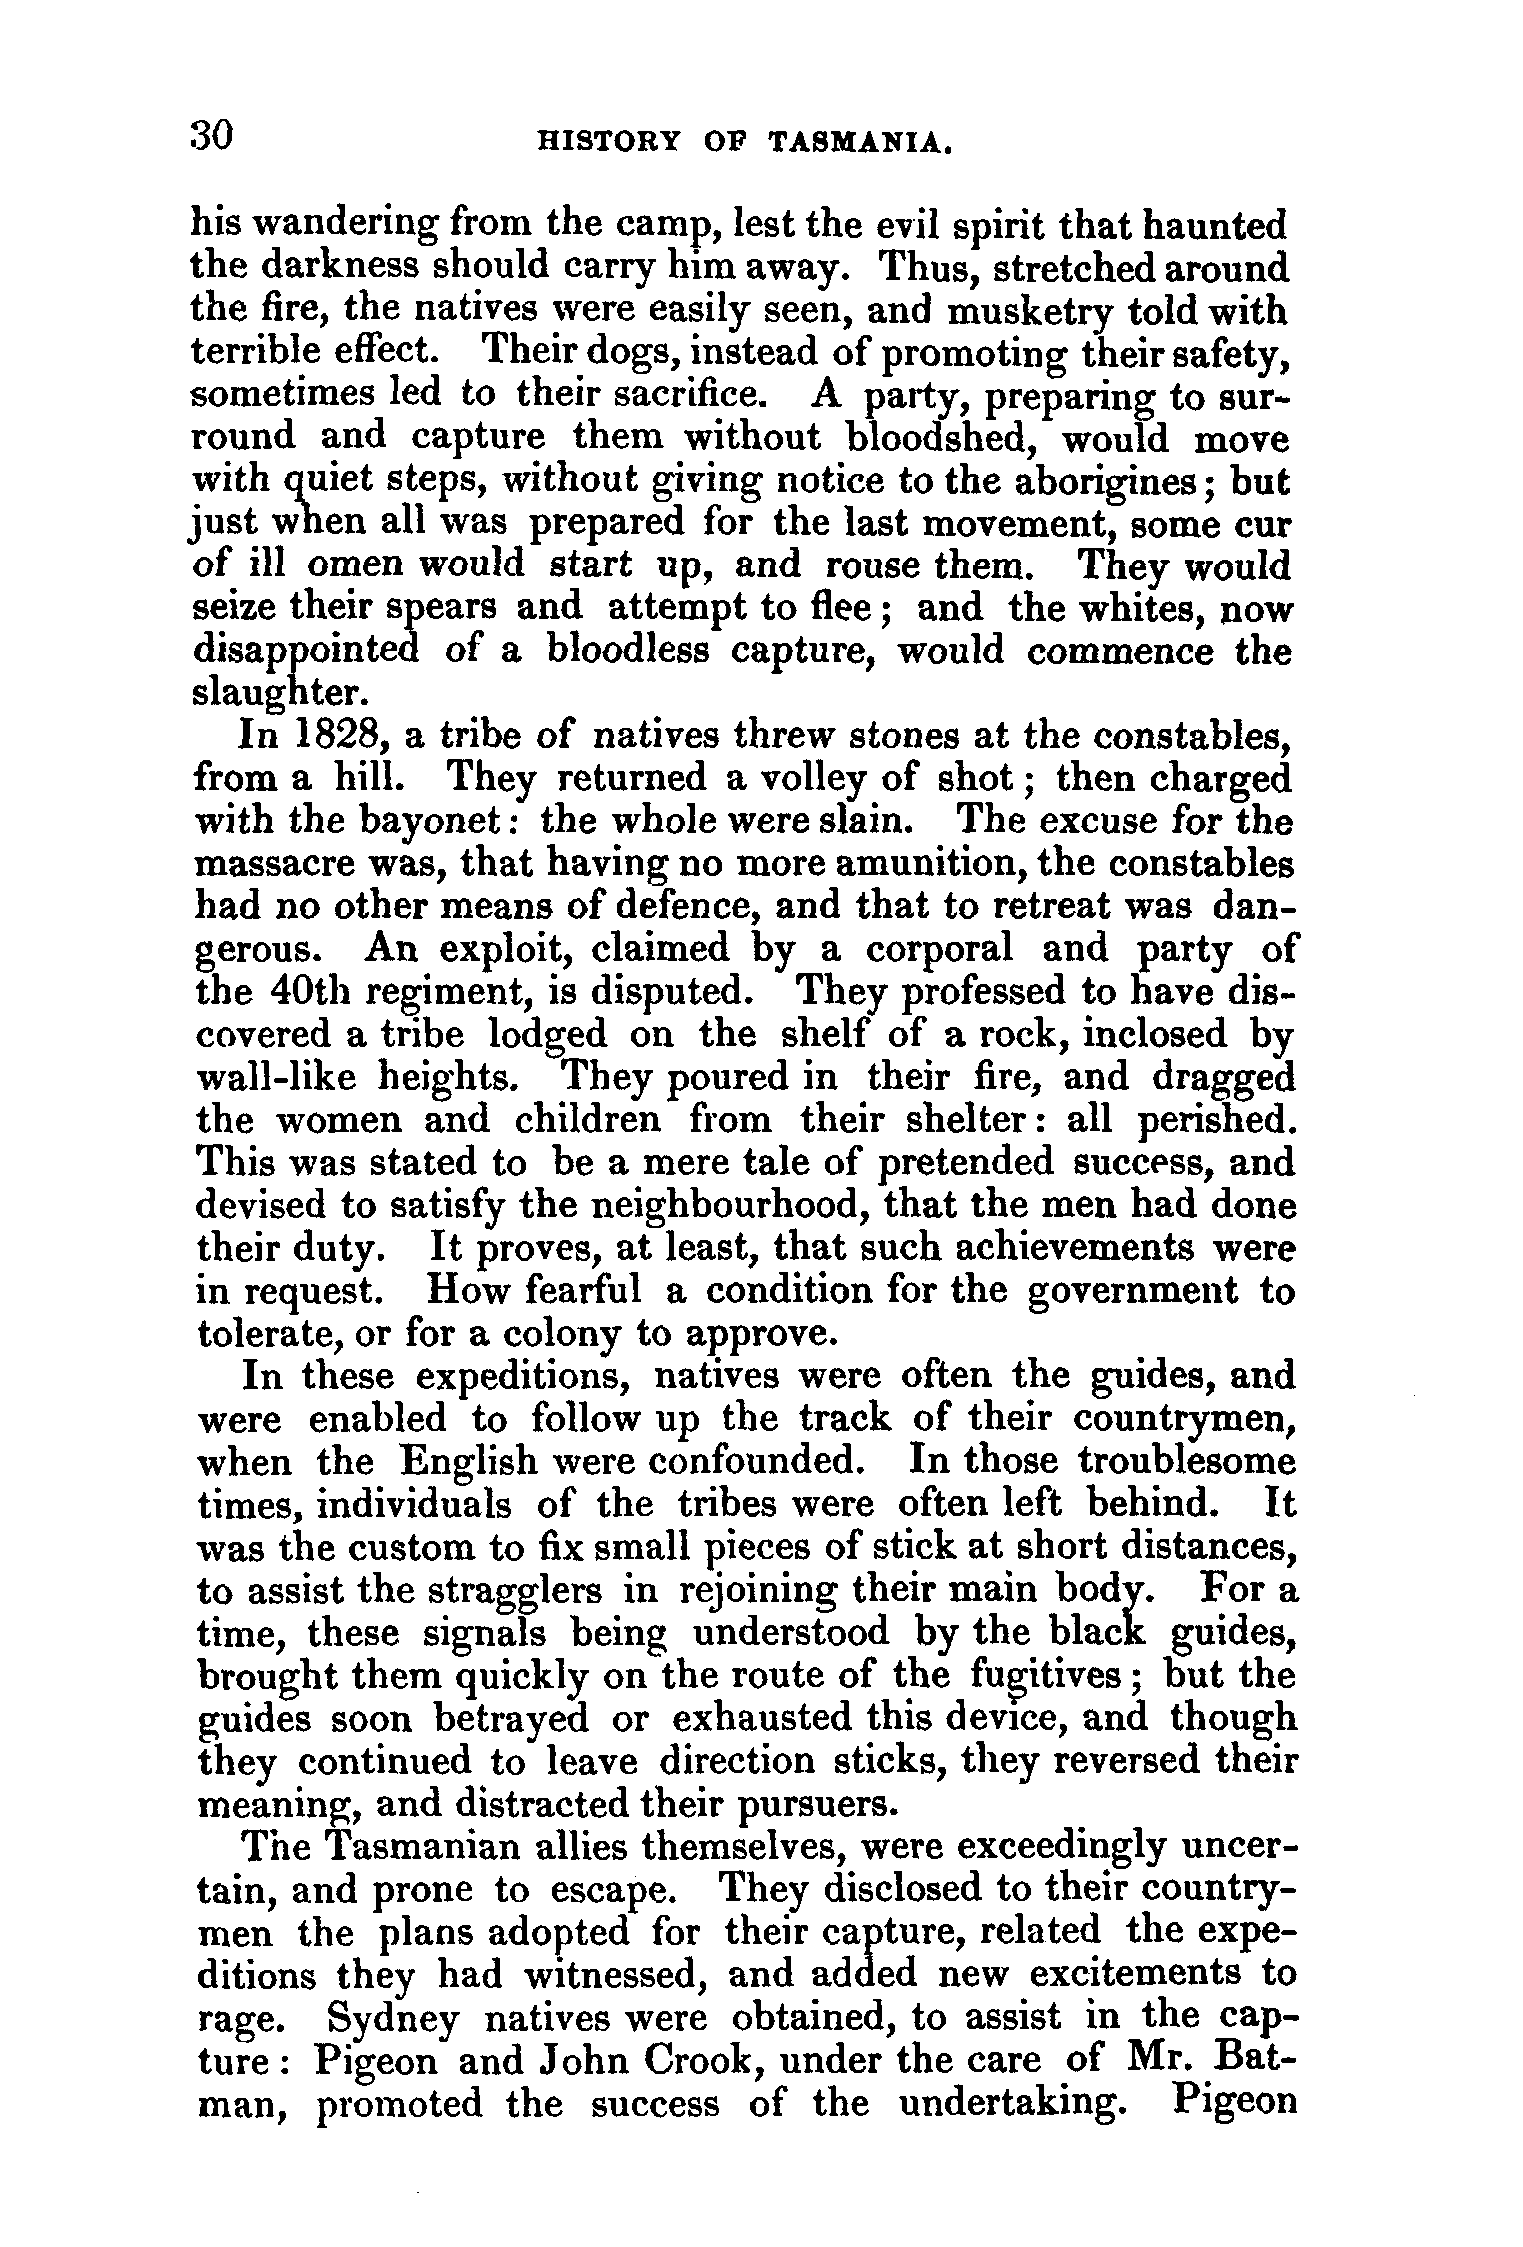 30 HISTORY OF TASMANIA.
his wandering from the camp, lest the evil spirit that haunted
the darkness should carry him away. Thus, stretched around
the fire, the natives were easily seen, and musketry told with
terrible effect. Their dogs, instead of promoting their safety,
sometimes led to their sacrifice. A party, preparing to sur-
round and capture them without bloodshed, would move
with quiet steps, without giving notice to the aborigines; but
just when all was prepared for the last movement, some cur
of ill omen would start up, and rouse them. They would
seize their spears and attempt to flee; and the whites, now
disappointed of a bloodless capture, would commence the
slaughter.
In 1828, a tribe of natives threw stones at the constables,
from a hill. They returned a volley of shot; then charged
with the bayonet: the whole were slain. The excuse for the
massacre was, that having no more amunition, the constables
had no other means of defence, and that to retreat was dan-
gerous. An exploit, claimed by a corporal and party of
the 40th regiment, is disputed. They professed to have dis-
covered a tribe lodged on the shelf of a rock, inclosed by
wall-like heights. They poured in their fire, and dragged
the women and children from their shelter: all perished.
This was stated to be a mere tale of pretended success, and
devised to satisfy the neighbourhood, that the men had done
their duty. It proves, at least, that such achievements were
in request. How fearful a condition for the government to
tolerate, or for a colony to approve.
In these expeditions, natives were often the guides, and
were enabled to follow up the track of their countrymen,
when the English were confounded. In those troublesome
times, individuals of the tribes were often left behind. It
was the custom to fix small pieces of stick at short distances,
to assist the stragglers in rejoining their main body. For a
time, these signals being understood by the black guides,
brought them quickly on the route of the fugitives; but the
guides soon betrayed or exhausted this device, and though
they continued to leave direction sticks, they reversed their
meaning, and distracted their pursuers.
The Tasmanian allies themselves, were exceedingly uncer-
tain, and prone to escape. They disclosed to their country-
men the plans adopted for their capture, related the expe-
ditions they had witnessed, and added new excitements to
rage. Sydney natives were obtained, to assist in the cap-
ture: Pigeon and John Crook, under the care of Mr. Bat-
man, promoted the success of the undertaking. Pigeon